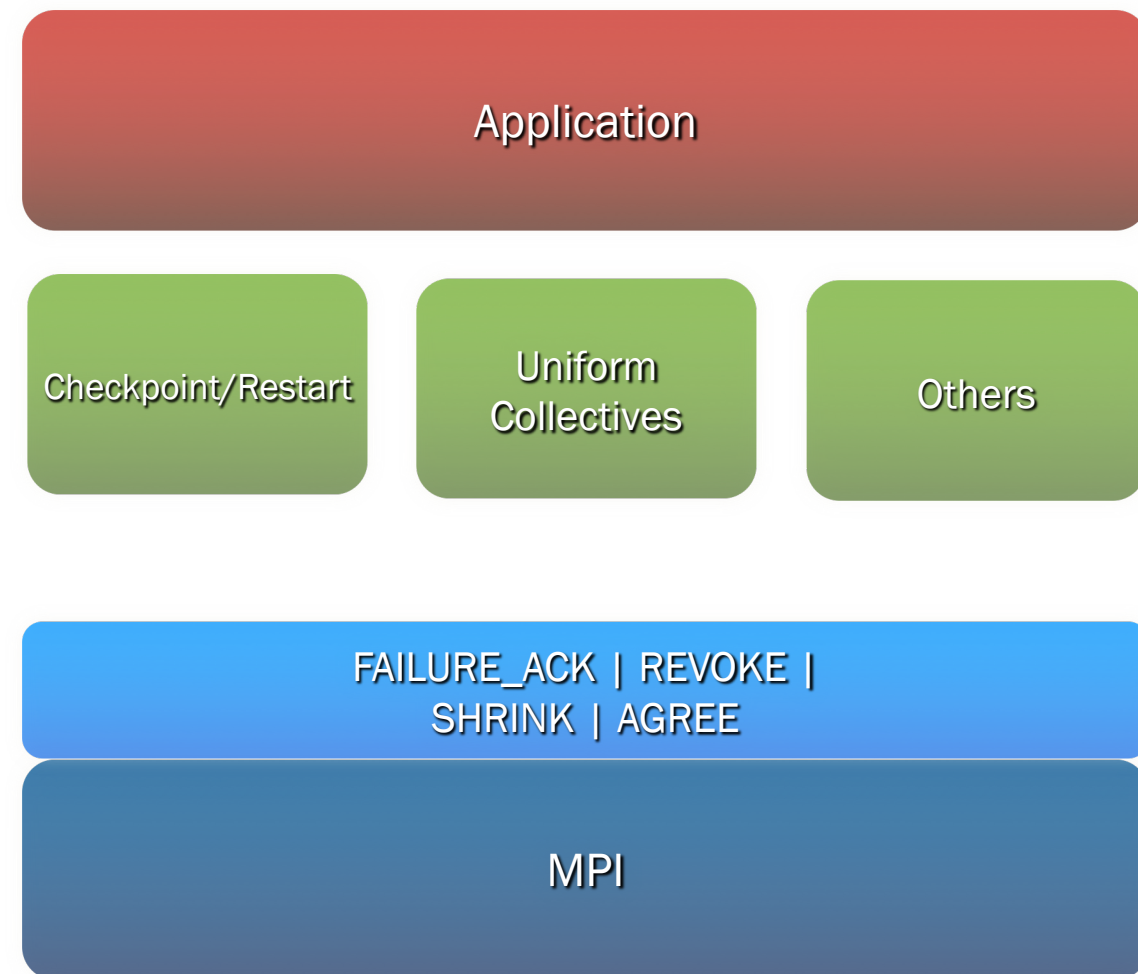 Application
Checkpoint/Restart
Uniform
Collectives
Others
FAILURE_ACK | REVOKE |
SHRINK | AGREE
MPI